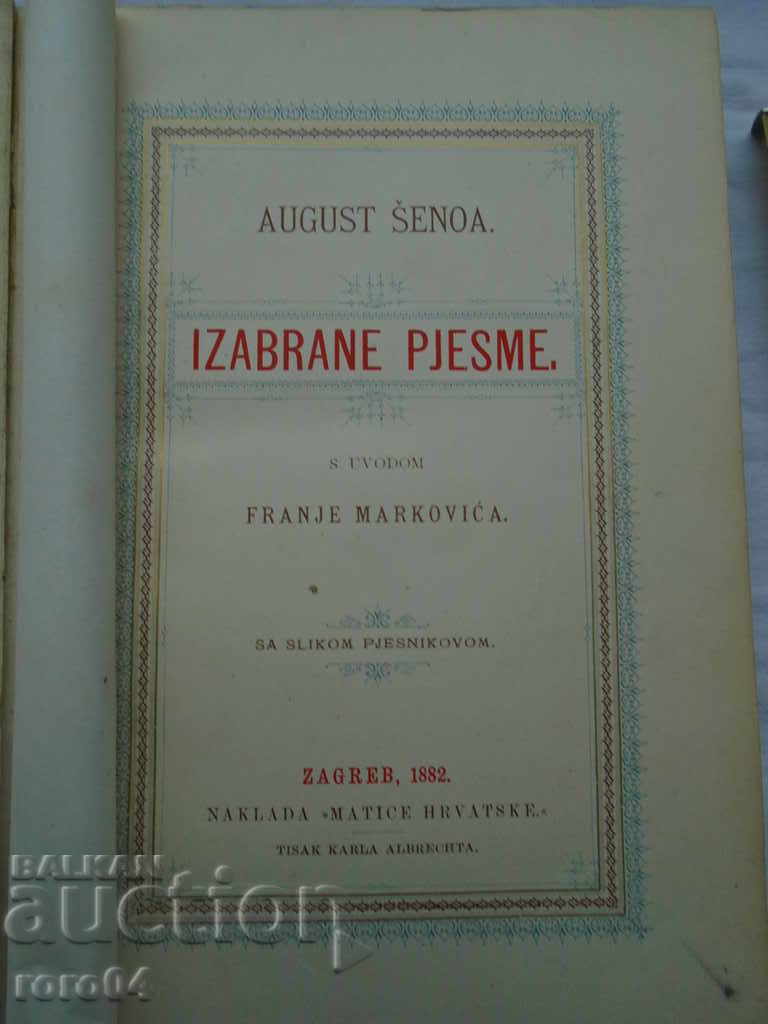 AUGUST ŠENOA.
IZABRANE PJESME.
S UVODOM
FRANJE MARKOVIĆA.
SA SLIKOM PJESNIKOVOM.
ZAGREB, 1882.
NAKLADA »MATICE HRVATSKE.«
TISAK KARLA ALBRECHTA.
BALKAN
auction
roro04